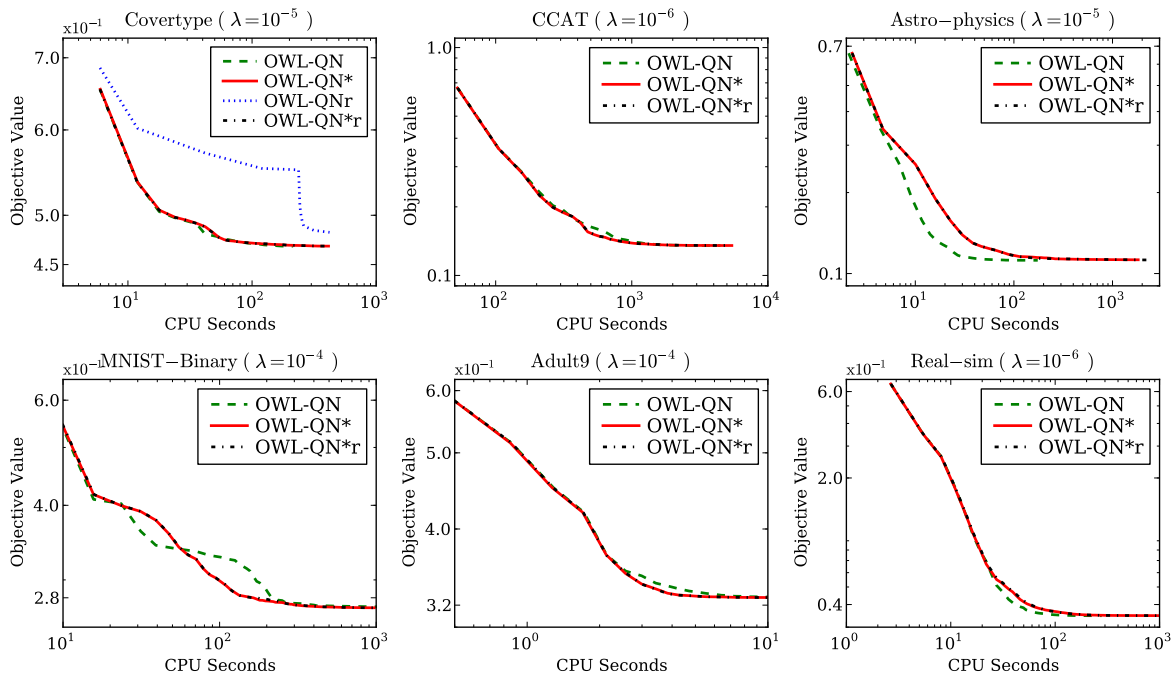 Covertype ( λ=10⁻⁵ )
x10⁻¹
Objective Value
7.0
6.0
5.0
4.5
OWL-QN
OWL-QN*
OWL-QNr
OWL-QN*r
10¹ 10² 10³
CPU Seconds
CCAT ( λ=10⁻⁶ )
Objective Value
1.0
0.1
OWL-QN
OWL-QN*
OWL-QN*r
10² 10³ 10⁴
CPU Seconds
Astro−physics ( λ=10⁻⁵ )
Objective Value
0.7
0.1
OWL-QN
OWL-QN*
OWL-QN*r
10¹ 10² 10³
CPU Seconds
MNIST−Binary ( λ=10⁻⁴ )
x10⁻¹
Objective Value
6.0
4.0
2.8
OWL-QN
OWL-QN*
OWL-QN*r
10¹ 10² 10³
CPU Seconds
Adult9 ( λ=10⁻⁴ )
x10⁻¹
Objective Value
6.0
5.0
4.0
3.2
OWL-QN
OWL-QN*
OWL-QN*r
10⁰ 10¹
CPU Seconds
Real−sim ( λ=10⁻⁶ )
x10⁻¹
Objective Value
6.0
2.0
0.4
OWL-QN
OWL-QN*
OWL-QN*r
10⁰ 10¹ 10² 10³
CPU Seconds